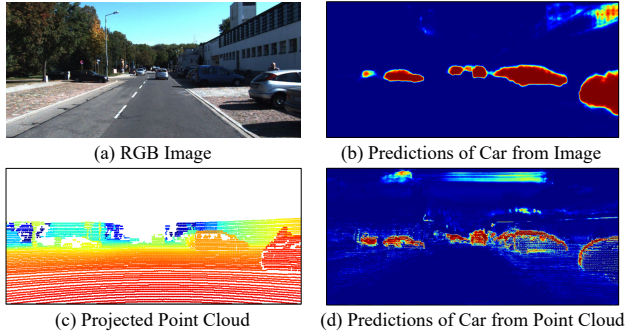 (a) RGB Image
(b) Predictions of Car from Image
(c) Projected Point Cloud
(d) Predictions of Car from Point Cloud